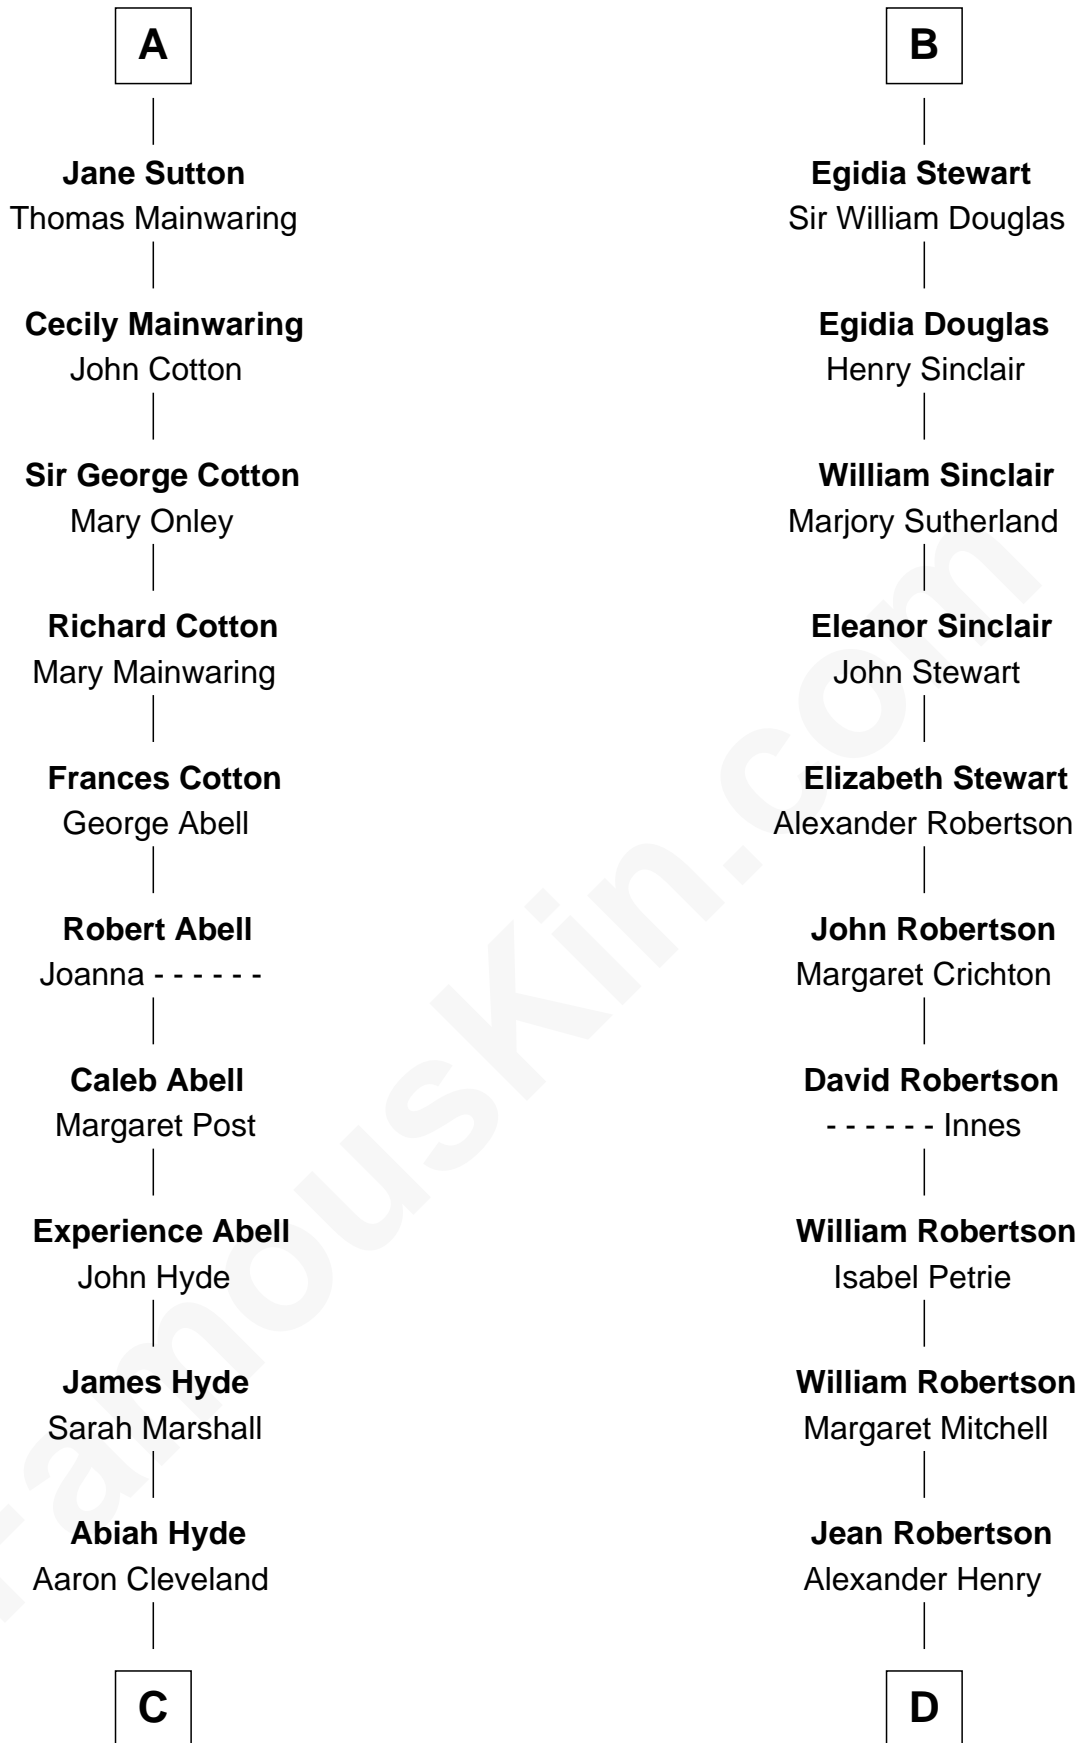 A
Jane Sutton
Thomas Mainwaring
Cecily Mainwaring
John Cotton
Sir George Cotton
Mary Onley
Richard Cotton
Mary Mainwaring
Frances Cotton
George Abell
Robert Abell
Joanna - - - - - -
Caleb Abell
Margaret Post
Experience Abell
John Hyde
James Hyde
Sarah Marshall
Abiah Hyde
Aaron Cleveland
C
B
Egidia Stewart
Sir William Douglas
Egidia Douglas
Henry Sinclair
William Sinclair
Marjory Sutherland
Eleanor Sinclair
John Stewart
Elizabeth Stewart
Alexander Robertson
John Robertson
Margaret Crichton
David Robertson
- - - - - - Innes
William Robertson
Isabel Petrie
William Robertson
Margaret Mitchell
Jean Robertson
Alexander Henry
D
FamousKin.com